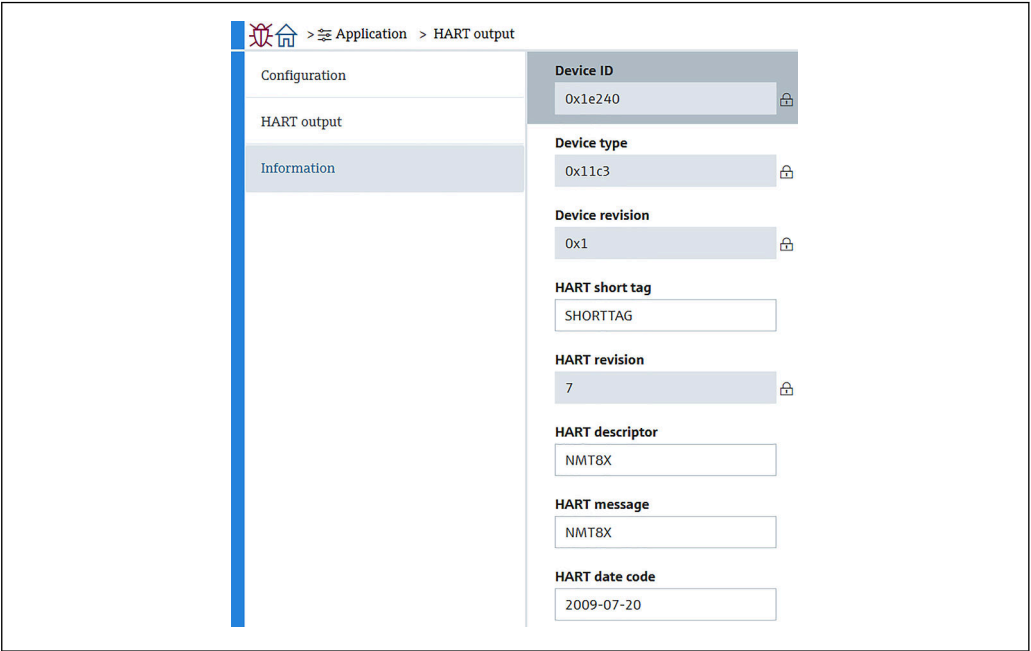 > Application > HART output
Configuration
HART output
Information
Device ID
0x1e240
Device type
0x11c3
Device revision
0x1
HART short tag
SHORTTAG
HART revision
7
HART descriptor
NMT8X
HART message
NMT8X
HART date code
2009-07-20